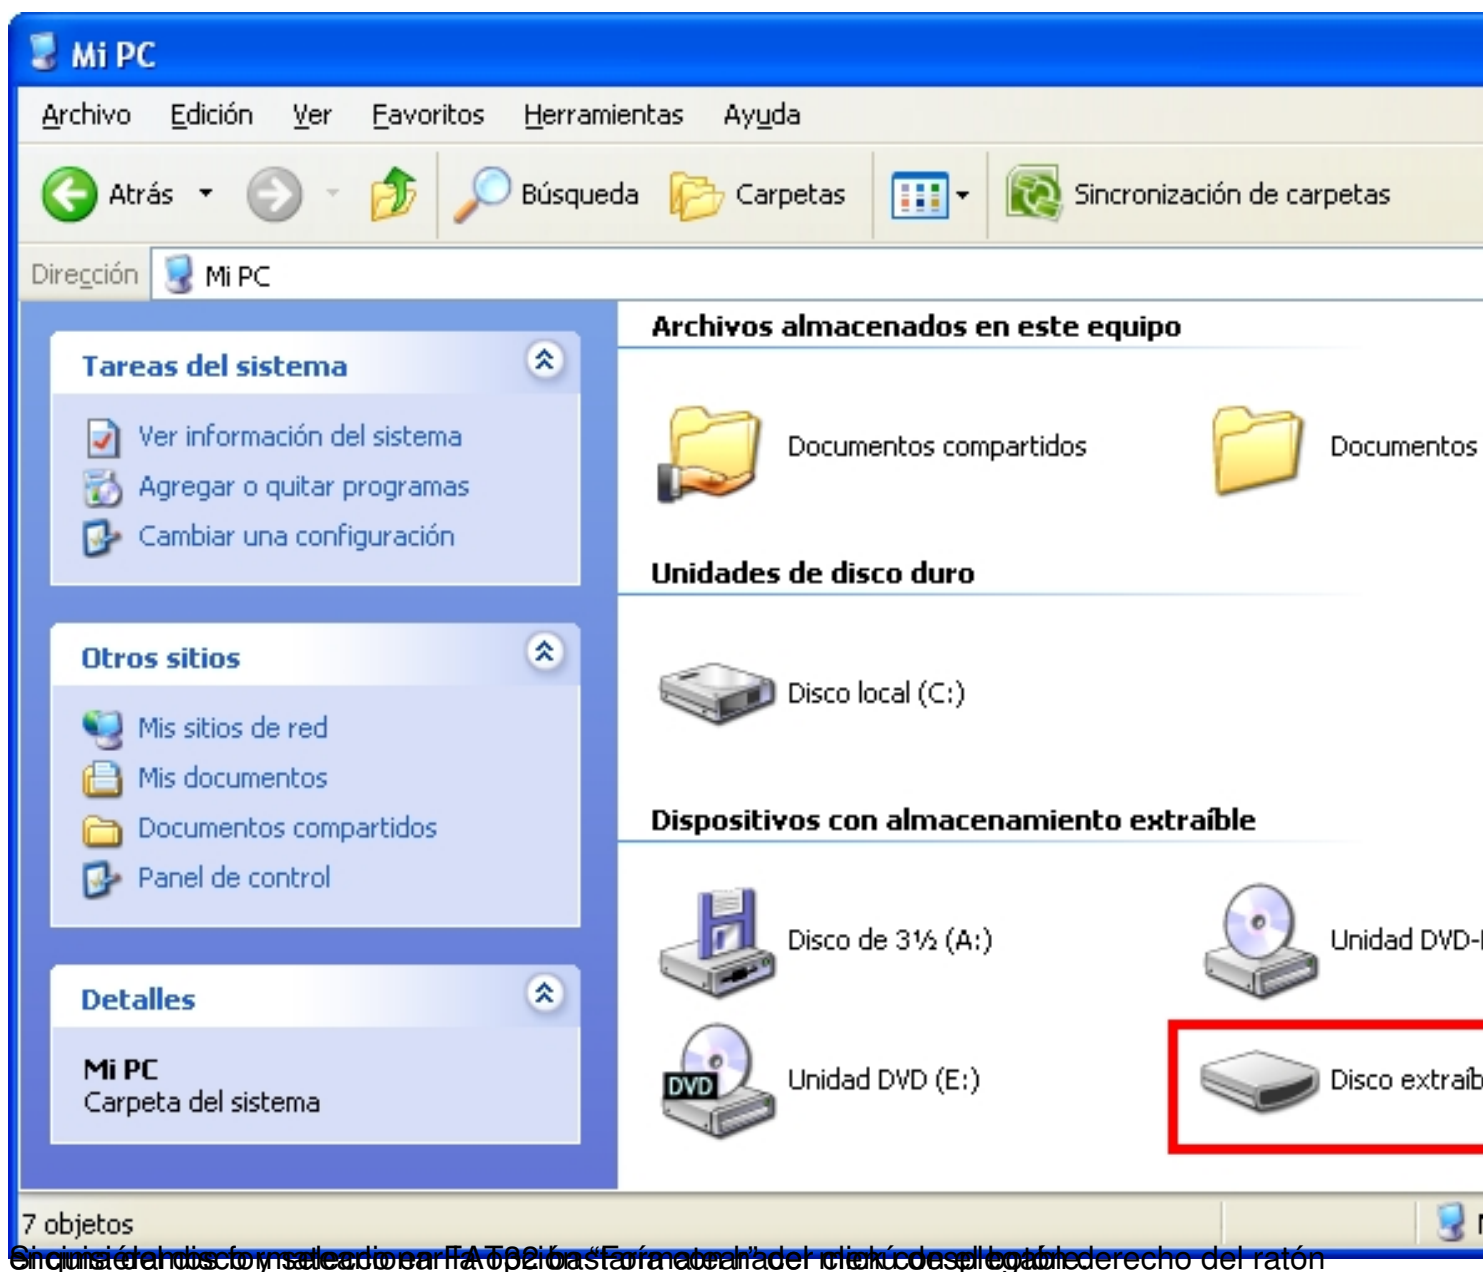 Mi PC
Archivo Edición Ver Favoritos Herramientas Ayuda
Atrás Búsqueda Carpetas Sincronización de carpetas
Dirección Mi PC
Tareas del sistema
Ver información del sistema
Agregar o quitar programas
Cambiar una configuración
Otros sitios
Mis sitios de red
Mis documentos
Documentos compartidos
Panel de control
Detalles
Mi PC
Carpeta del sistema
Archivos almacenados en este equipo
Documentos compartidos
Documentos
Unidades de disco duro
Disco local (C:)
Dispositivos con almacenamiento extraíble
Disco de 3½ (A:)
Unidad DVD-
Unidad DVD (E:)
DVD
Disco extraíb
7 objetos
derecho del ratón